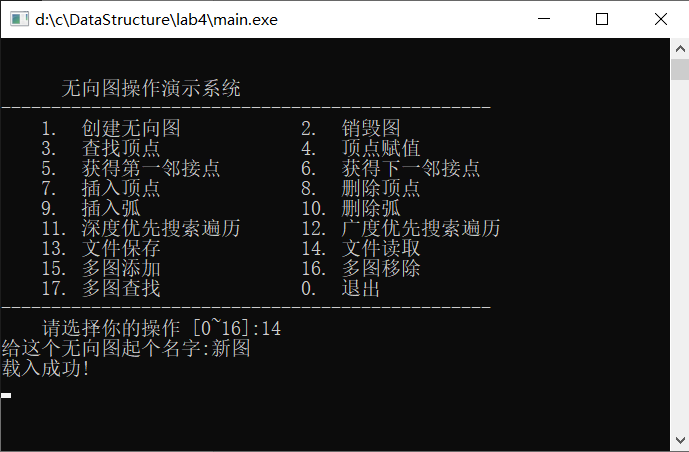 d:\c\DataStructure\lab4\main.exe
无向图操作演示系统
-------------------------------------------------
1. 创建无向图 2. 销毁图
3. 查找顶点 4. 顶点赋值
5. 获得第一邻接点 6. 获得下一邻接点
7. 插入顶点 8. 删除顶点
9. 插入弧 10. 删除弧
11. 深度优先搜索遍历 12. 广度优先搜索遍历
13. 文件保存 14. 文件读取
15. 多图添加 16. 多图移除
17. 多图查找 0. 退出
-------------------------------------------------
请选择你的操作 [0~16]:14
给这个无向图起个名字:新图
载入成功!